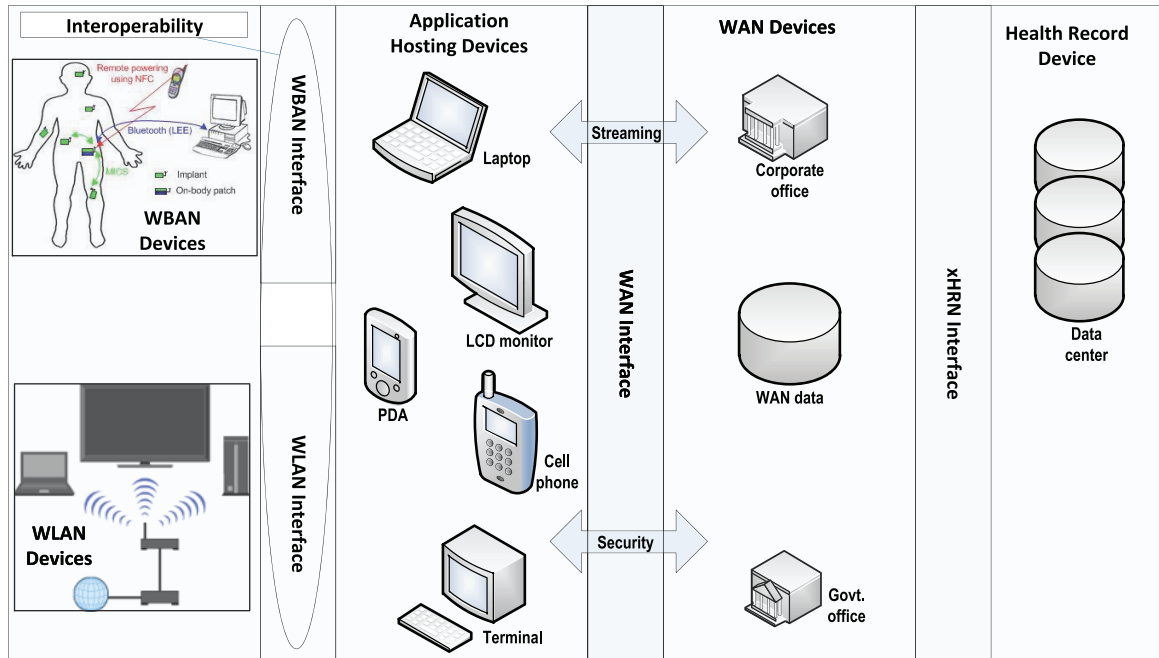 Interoperability
Remote powering
using NFC
Bluetooth (LEE)
MICS
Implant
On-body patch
WBAN
Devices
WLAN
Devices
WBAN Interface
WLAN Interface
Application
Hosting Devices
Laptop
LCD monitor
PDA
Cell
phone
Terminal
Streaming
WAN Interface
Security
WAN Devices
Corporate
office
WAN data
Govt.
office
xHRN Interface
Health Record
Device
Data
center